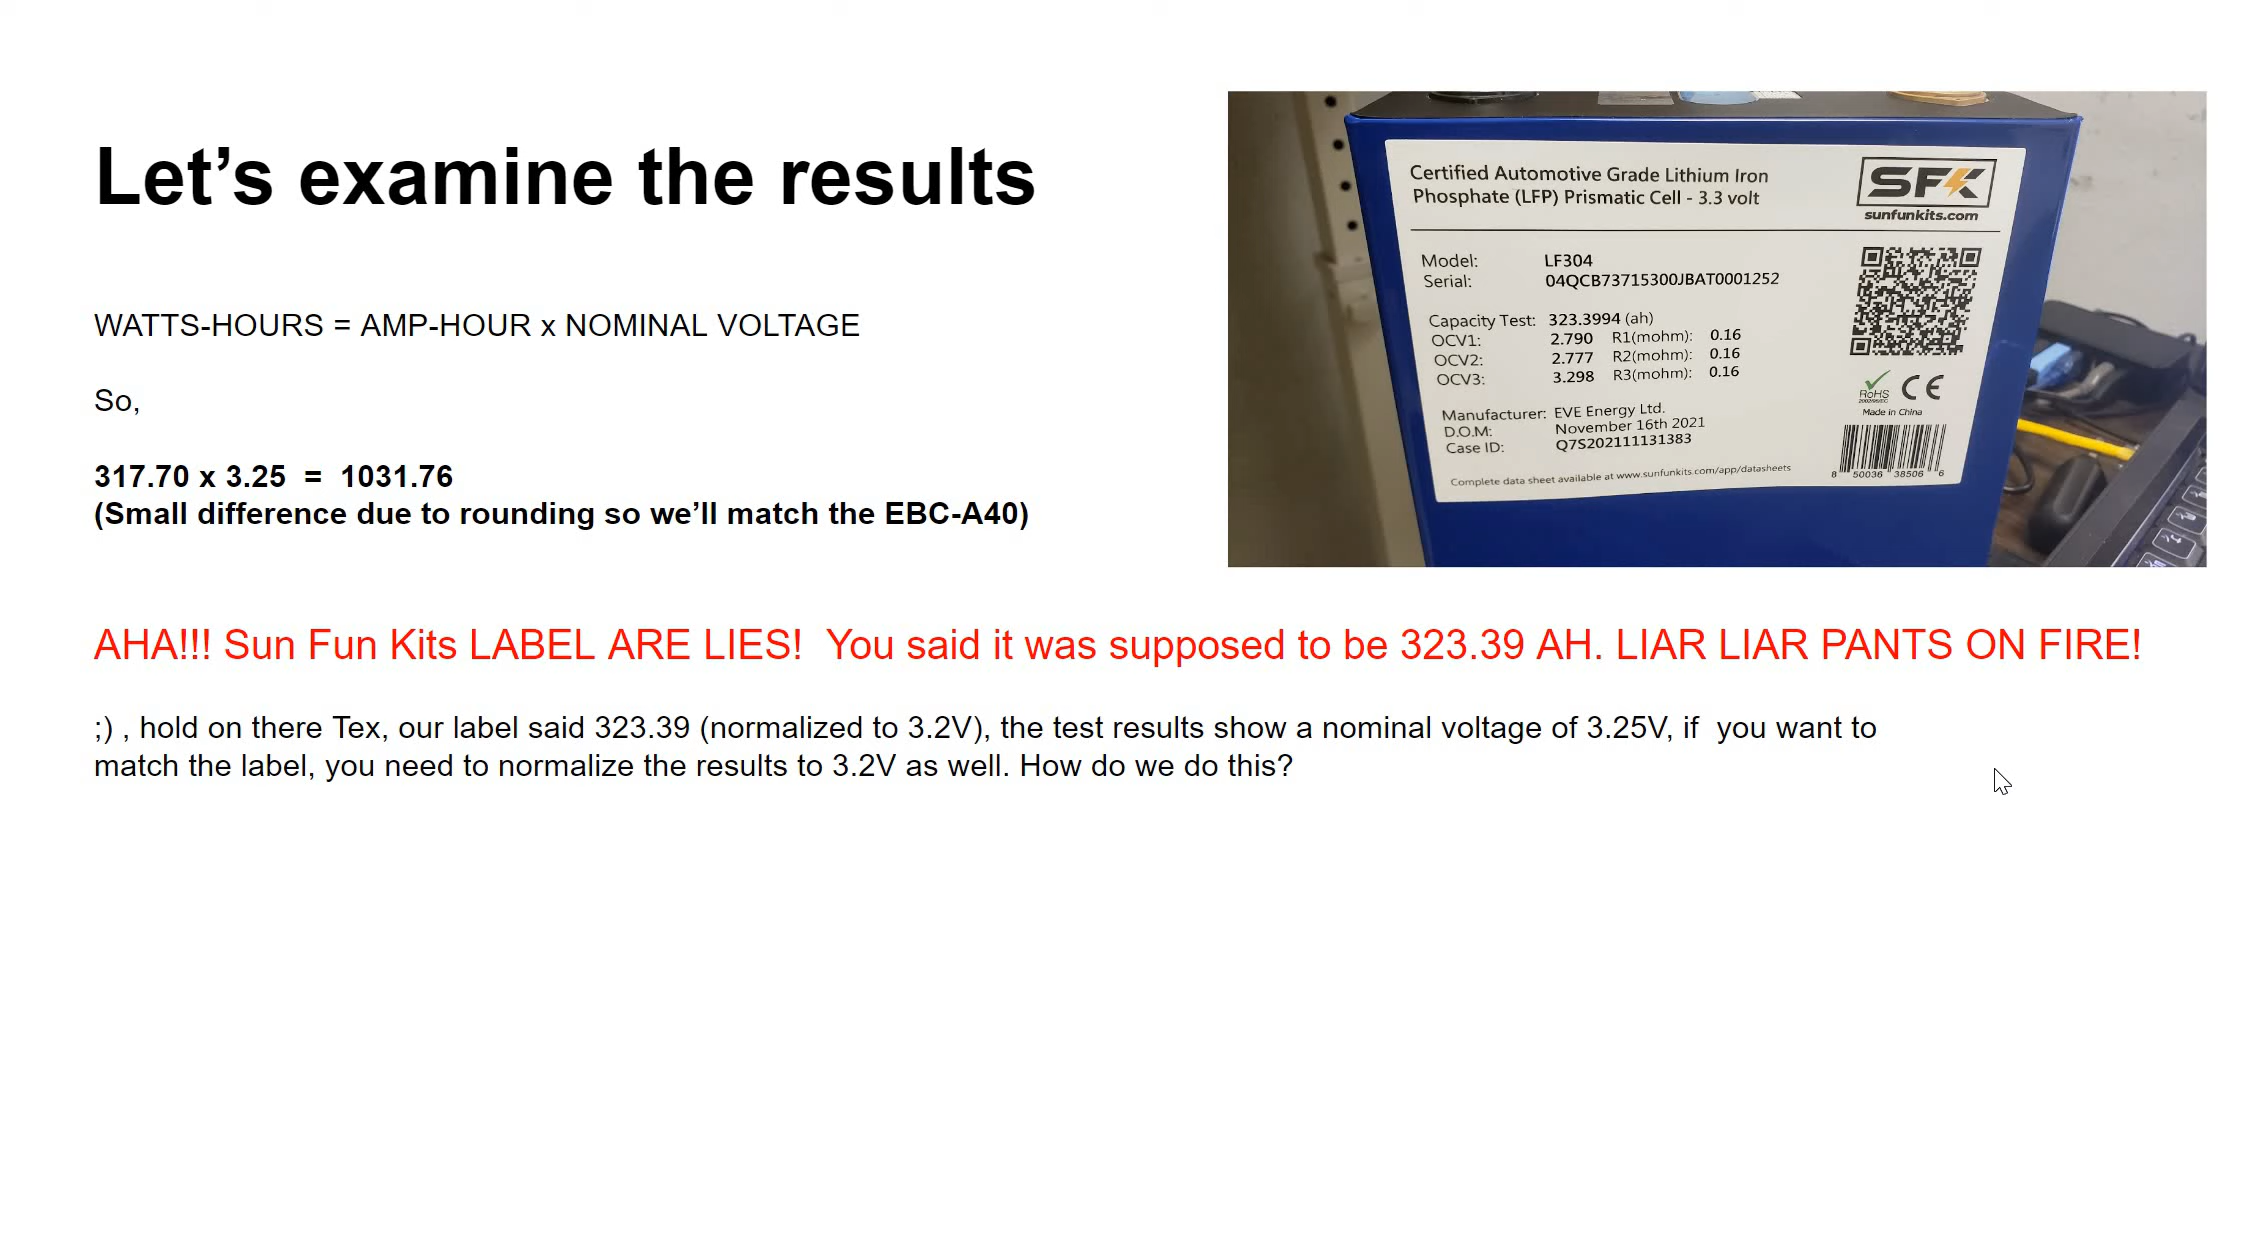 Let’s examine the results
WATTS-HOURS = AMP-HOUR x NOMINAL VOLTAGE
So,
317.70 x 3.25  =  1031.76
(Small difference due to rounding so we’ll match the EBC-A40)
Certified Automotive Grade Lithium Iron
Phosphate (LFP) Prismatic Cell - 3.3 volt
SFK
sunfunkits.com
Model: LF304
Serial: 04QCB73715300JBAT0001252
Capacity Test: 323.3994 (ah)
OCV1: 2.790 R1(mohm): 0.16
OCV2: 2.777 R2(mohm): 0.16
OCV3: 3.298 R3(mohm): 0.16
RoHS
CE
Made in China
Manufacturer: EVE Energy Ltd.
D.O.M: November 16th 2021
Case ID: Q7S202111131383
Complete data sheet available at www.sunfunkits.com/app/datasheets
8 50036 38506 6
AHA!!! Sun Fun Kits LABEL ARE LIES!  You said it was supposed to be 323.39 AH. LIAR LIAR PANTS ON FIRE!
;) , hold on there Tex, our label said 323.39 (normalized to 3.2V), the test results show a nominal voltage of 3.25V, if  you want to
match the label, you need to normalize the results to 3.2V as well. How do we do this?